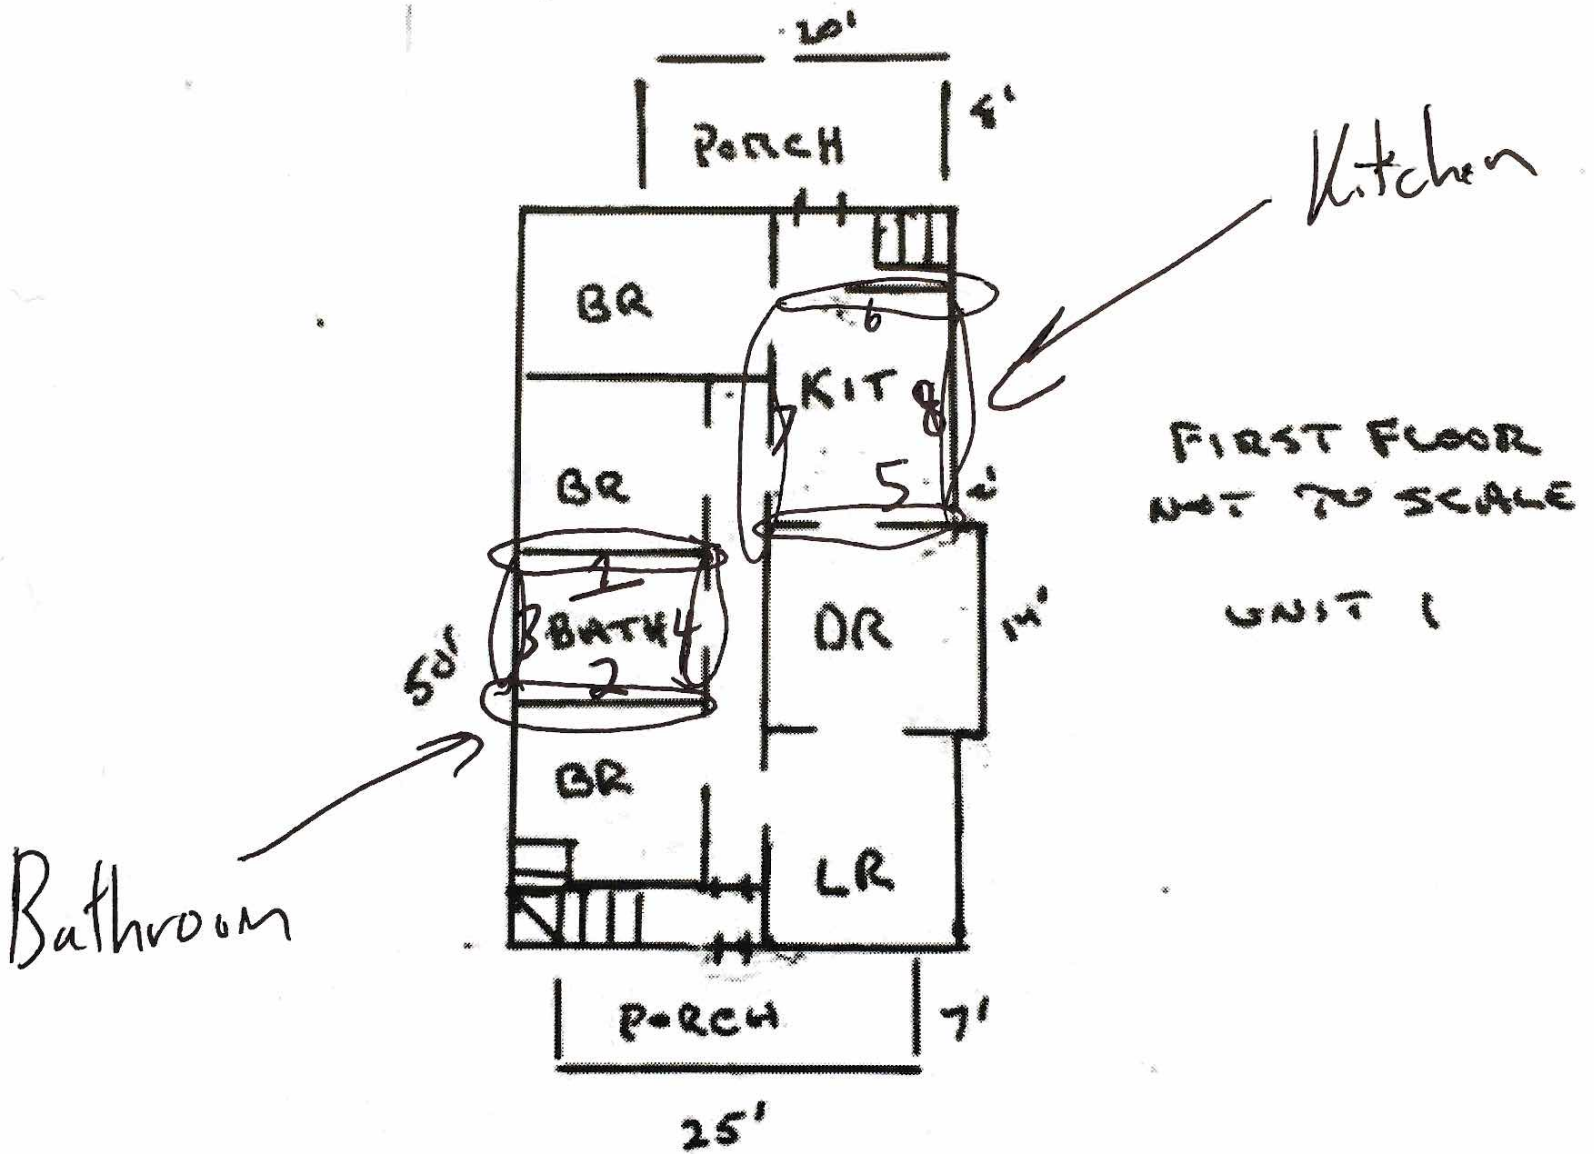 20'
8'
PORCH
Kitchen
BR
6
KIT
8
7
FIRST FLOOR
NOT TO SCALE
BR
5
2'
1
UNIT 1
3 BATH 4
DR
14'
2
50'
BR
LR
Bathroom
PORCH
7'
25'